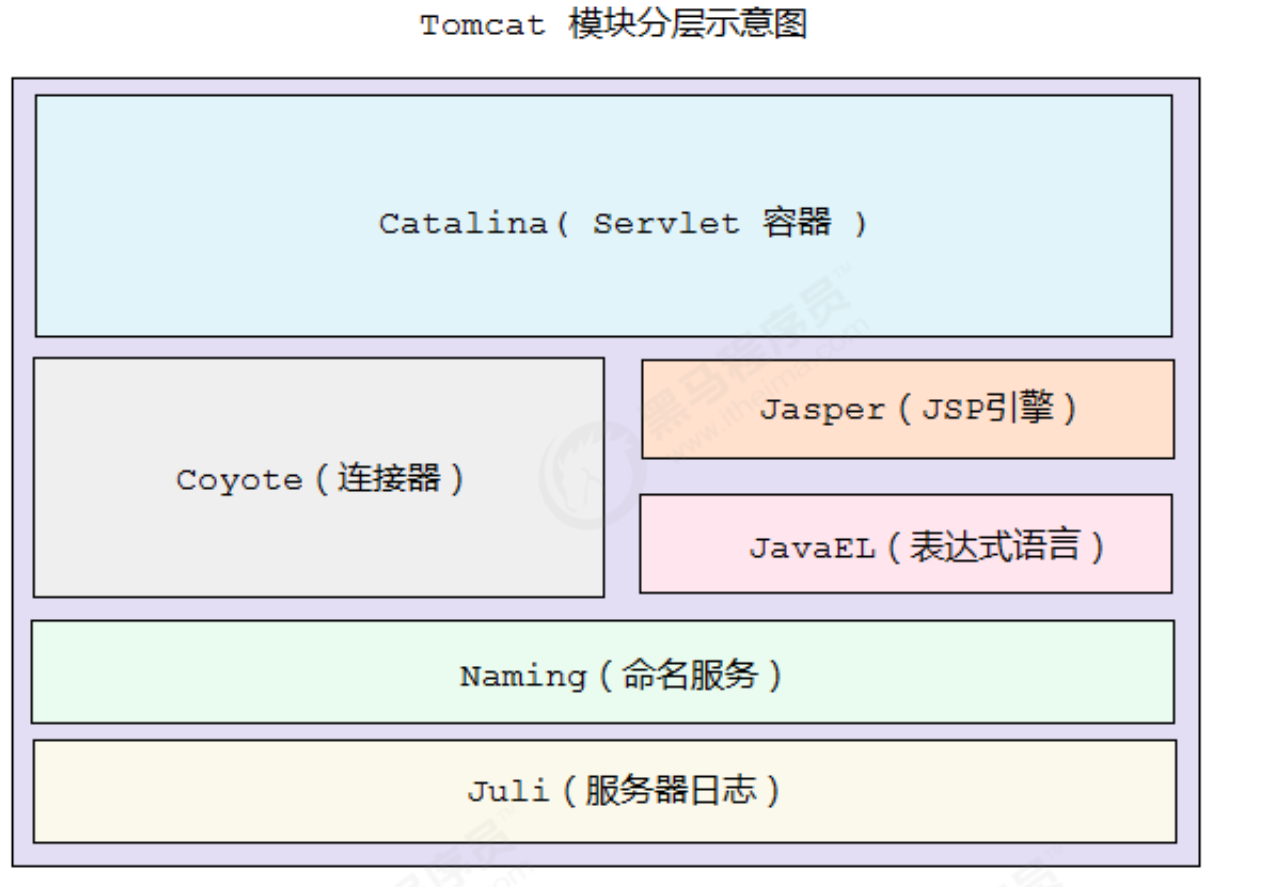 Tomcat 模块分层示意图
Catalina( Servlet 容器 )
Coyote(连接器)
Jasper(JSP引擎)
JavaEL(表达式语言)
Naming(命名服务)
Juli(服务器日志)
黑马程序员™
www.itheima.com